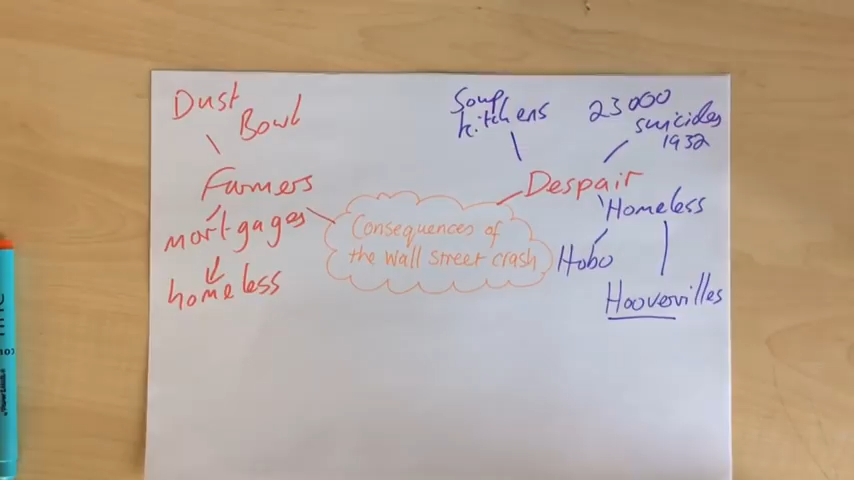 Dust
Bowl
Farmers
mortgages
homeless
Consequences of
the Wall Street crash
Soup
kitchens
23000
suicides
1932
Despair
Homeless
Hobo
Hoovervilles